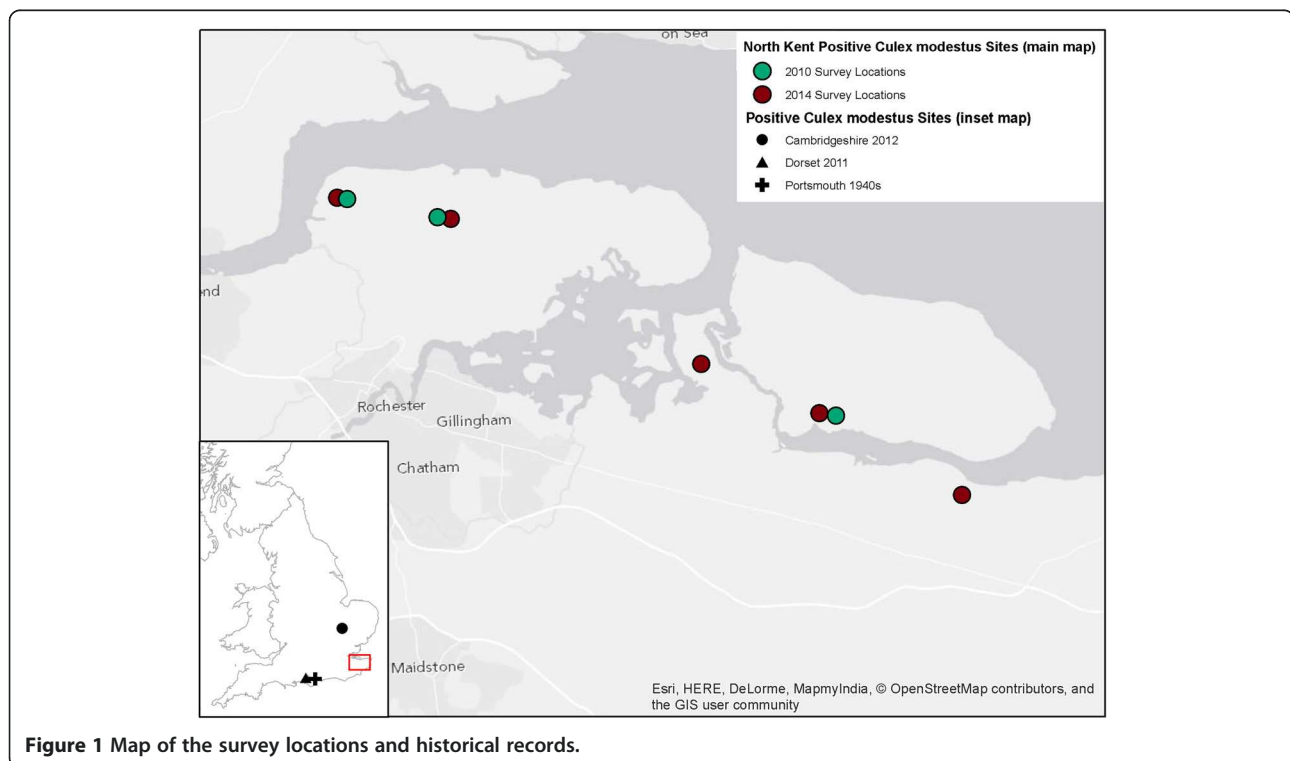 on Sea
North Kent Positive Culex modestus Sites (main map)
2010 Survey Locations
2014 Survey Locations
Positive Culex modestus Sites (inset map)
Cambridgeshire 2012
Dorset 2011
Portsmouth 1940s
nd
Rochester
Gillingham
Chatham
Maidstone
Esri, HERE, DeLorme, MapmyIndia, © OpenStreetMap contributors, and
the GIS user community
Figure 1 Map of the survey locations and historical records.